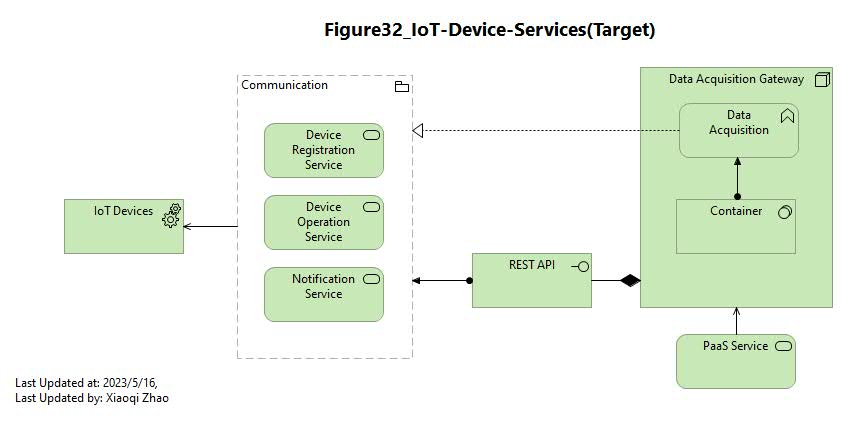 Figure32_IoT-Device-Services(Target)
Communication
Device
Registration
Service
Device
Operation
Service
Notification
Service
IoT Devices
REST API
Data Acquisition Gateway
Data
Acquisition
Container
PaaS Service
Last Updated at: 2023/5/16,
Last Updated by: Xiaoqi Zhao